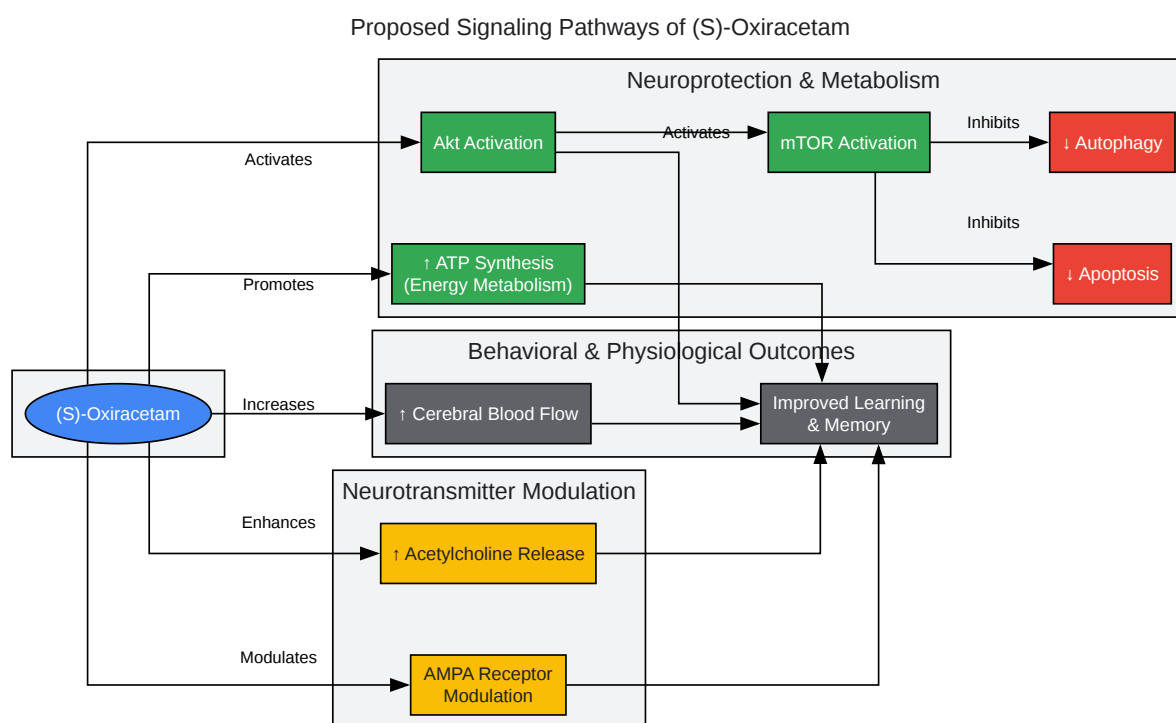 Proposed Signaling Pathways of (S)-Oxiracetam
Neuroprotection & Metabolism
Activates
Akt Activation
Activates
mTOR Activation
Inhibits
↓ Autophagy
Inhibits
↓ Apoptosis
Promotes
↑ ATP Synthesis
(Energy Metabolism)
Behavioral & Physiological Outcomes
(S)-Oxiracetam
Increases
↑ Cerebral Blood Flow
Improved Learning
& Memory
Neurotransmitter Modulation
Enhances
↑ Acetylcholine Release
Modulates
AMPA Receptor
Modulation